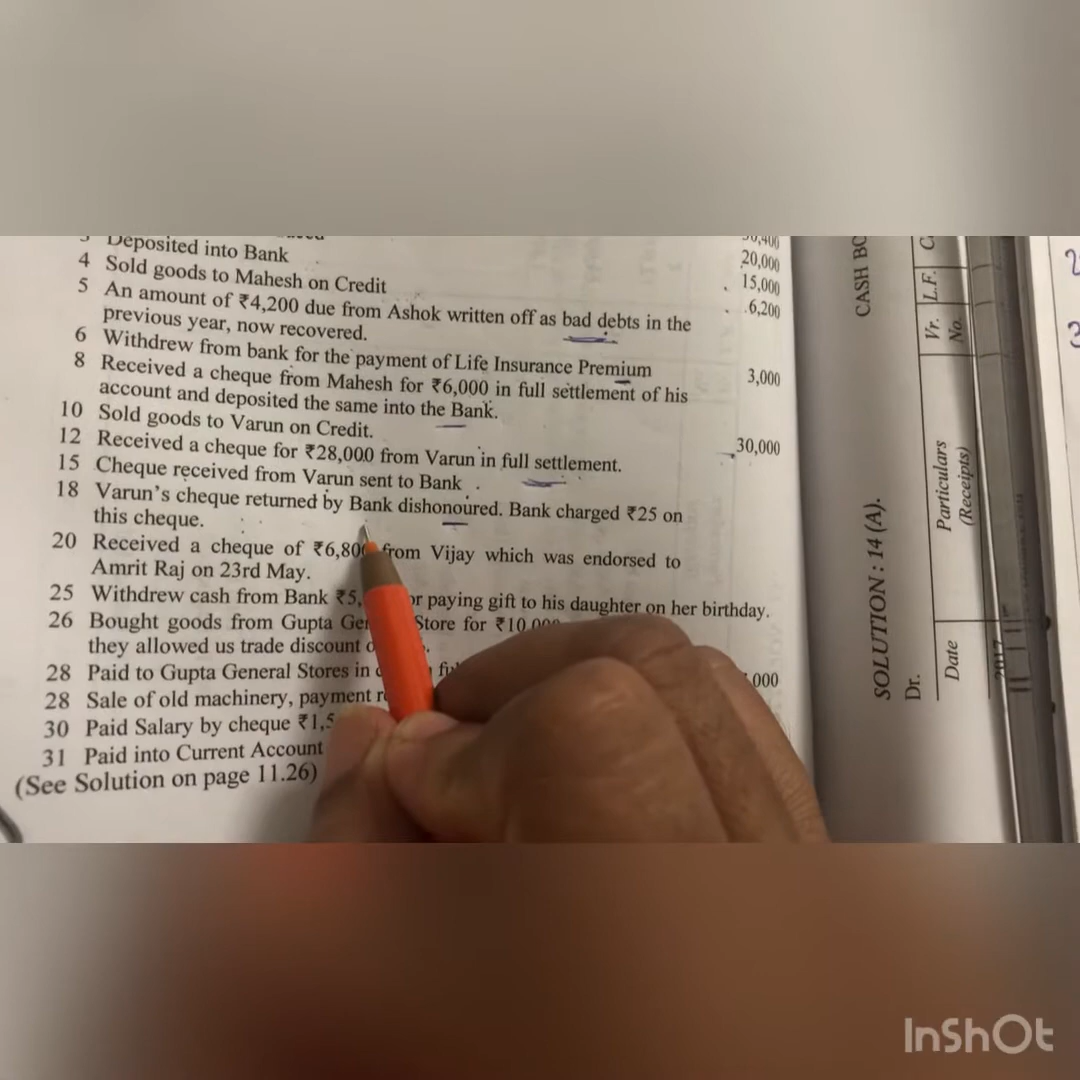 Deposited into Bank 20,000
4 Sold goods to Mahesh on Credit 15,000
5 An amount of ₹4,200 due from Ashok written off as bad debts in the 6,200
previous year, now recovered.
6 Withdrew from bank for the payment of Life Insurance Premium 3,000
8 Received a cheque from Mahesh for ₹6,000 in full settlement of his
account and deposited the same into the Bank.
10 Sold goods to Varun on Credit. 30,000
12 Received a cheque for ₹28,000 from Varun in full settlement.
15 Cheque received from Varun sent to Bank
18 Varun's cheque returned by Bank dishonoured. Bank charged ₹25 on
this cheque.
20 Received a cheque of from Vijay which was endorsed to
Amrit Raj on 23rd May.
25 Withdrew cash from Bank paying gift to his daughter on her birthday.
26 Bought goods from Gupta Store for
they allowed us trade discount
28 Paid to Gupta General Stores in
28 Sale of old machinery, payment
30 Paid Salary by cheque
31 Paid into Current Account
(See Solution on page 11.26)
SOLUTION : 14 (A).
CASH
Dr.
Date
Particulars
(Receipts)
Vr.
No.
L.F.
InShOt